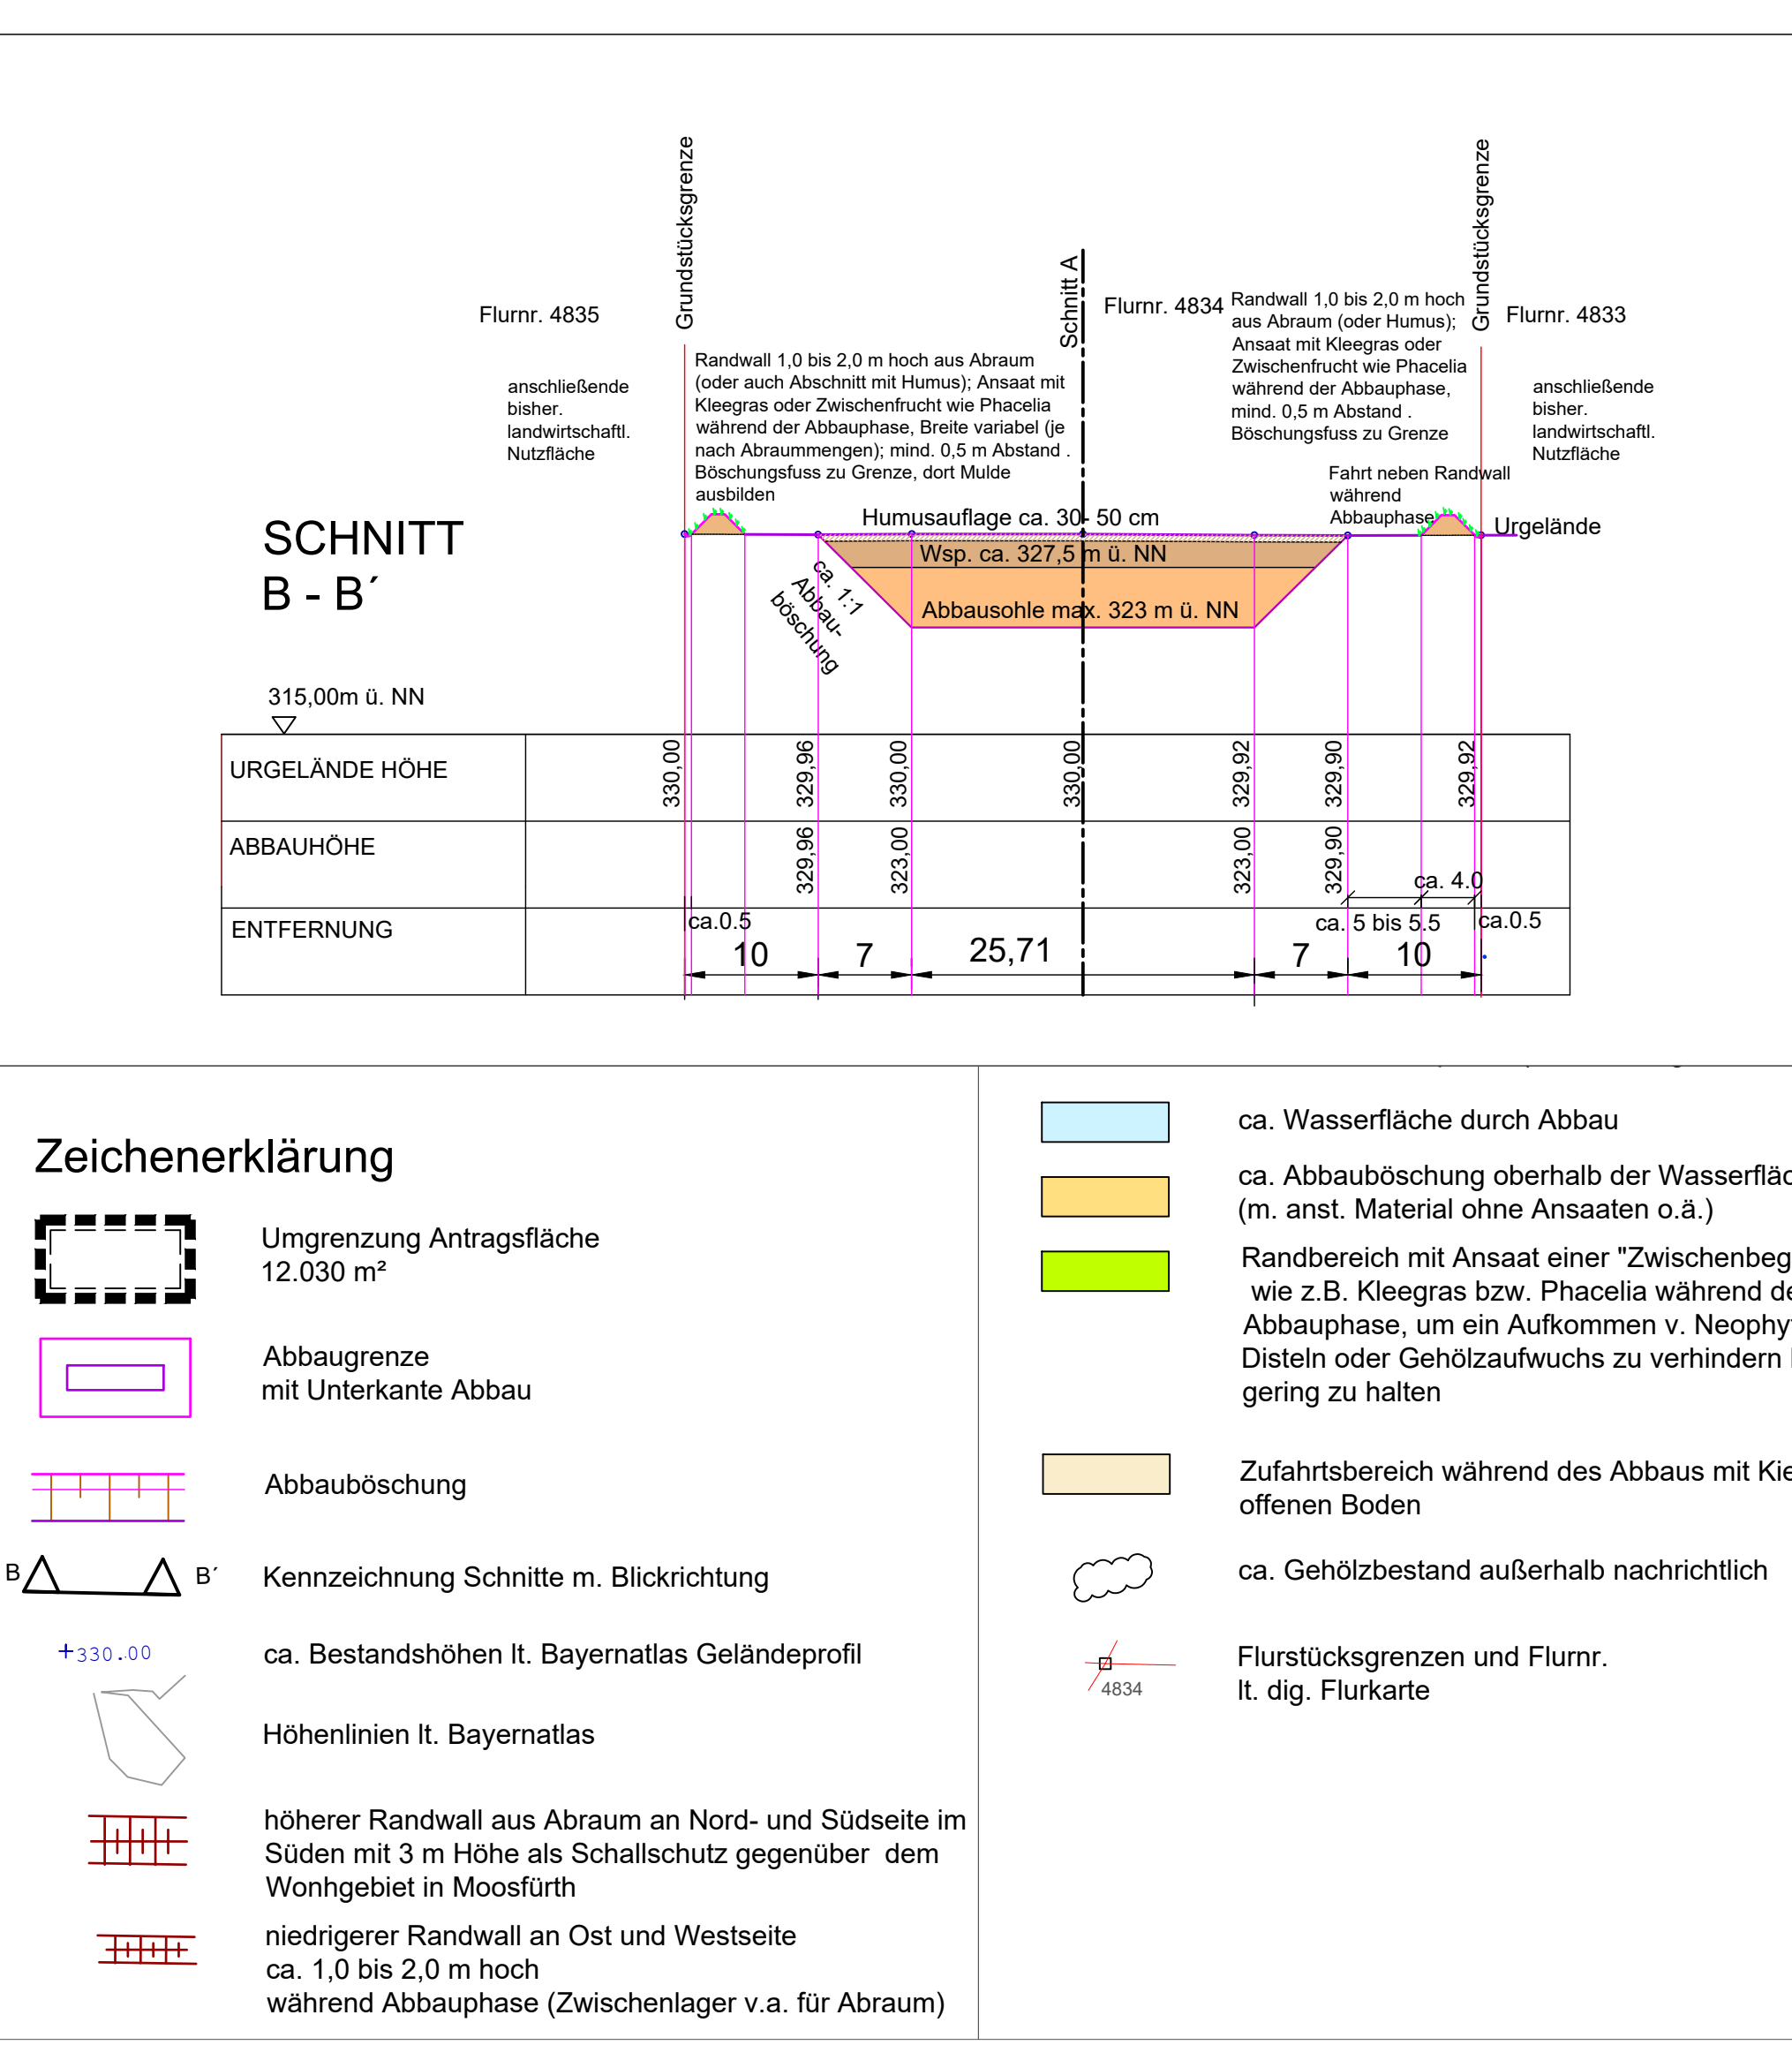 Grundstücksgrenze
Grundstücksgrenze
Schnitt A
Flurnr. 4835
Flurnr. 4834
Flurnr. 4833
Randwall 1,0 bis 2,0 m hoch
aus Abraum (oder Humus);
Ansaat mit Kleegras oder
Zwischenfrucht wie Phacelia
während der Abbauphase,
mind. 0,5 m Abstand .
Böschungsfuss zu Grenze
Randwall 1,0 bis 2,0 m hoch aus Abraum
(oder auch Abschnitt mit Humus); Ansaat mit
Kleegras oder Zwischenfrucht wie Phacelia
während der Abbauphase, Breite variabel (je
nach Abraummengen); mind. 0,5 m Abstand .
Böschungsfuss zu Grenze, dort Mulde
ausbilden
anschließende
bisher.
landwirtschaftl.
Nutzfläche
anschließende
bisher.
landwirtschaftl.
Nutzfläche
Fahrt neben Randwall
während
Abbauphase
SCHNITT
B - B´
Humusauflage ca. 30- 50 cm
Urgelände
Wsp. ca. 327,5 m ü. NN
ca. 1:1
Abbau-
böschung
Abbausohle max. 323 m ü. NN
315,00m ü. NN
URGELÄNDE HÖHE
330,00
329,96
330,00
330,00
329,92
329,90
329,92
ABBAUHÖHE
329,96
323,00
323,00
329,90
ca. 4.0
ENTFERNUNG
ca.0.5
ca. 5 bis 5.5
ca.0.5
10
7
25,71
7
10
Zeichenerklärung
Umgrenzung Antragsfläche
12.030 m²
Abbaugrenze
mit Unterkante Abbau
Abbauböschung
B
B´
Kennzeichnung Schnitte m. Blickrichtung
+330.00
ca. Bestandshöhen lt. Bayernatlas Geländeprofil
Höhenlinien lt. Bayernatlas
höherer Randwall aus Abraum an Nord- und Südseite im
Süden mit 3 m Höhe als Schallschutz gegenüber dem
Wonhgebiet in Moosfürth
niedrigerer Randwall an Ost und Westseite
ca. 1,0 bis 2,0 m hoch
während Abbauphase (Zwischenlager v.a. für Abraum)
ca. Wasserfläche durch Abbau
ca. Abbauböschung oberhalb der Wasserfläc
(m. anst. Material ohne Ansaaten o.ä.)
Randbereich mit Ansaat einer "Zwischenbeg
wie z.B. Kleegras bzw. Phacelia während de
Abbauphase, um ein Aufkommen v. Neophy
Disteln oder Gehölzaufwuchs zu verhindern
gering zu halten
Zufahrtsbereich während des Abbaus mit Kie
offenen Boden
ca. Gehölzbestand außerhalb nachrichtlich
4834
Flurstücksgrenzen und Flurnr.
lt. dig. Flurkarte